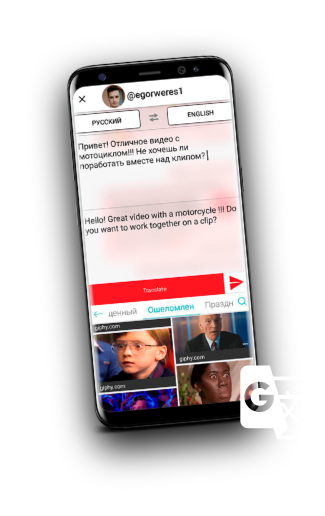 @egorweres1
РУССКИЙ
ENGLISH
Привет! Отличное видео с
мотоциклом!!! Не хочешь ли
поработать вместе над клипом?
Hello! Great video with a motorcycle !!! Do
you want to work together on a clip?
Translate
ценный Ошеломлен Праздн
giphy.com
giphy.com
giphy.com
G